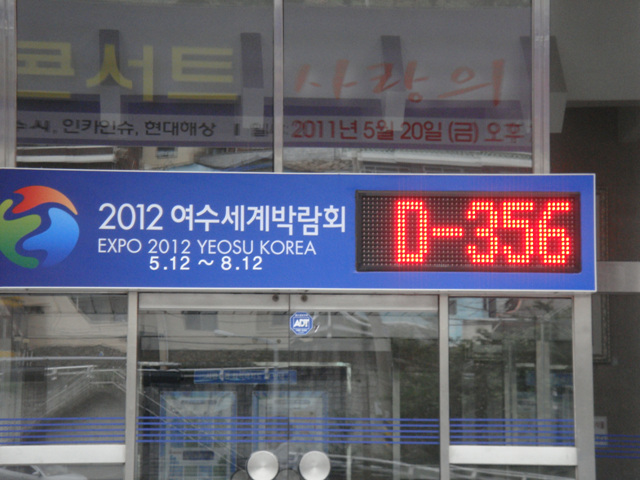 콘서트 사랑의
인카인슈, 현대해상
2011년 5월 20일 (금) 오후
2012 여수세계박람회
EXPO 2012 YEOSU KOREA
5.12 ~ 8.12
D-356
ADT